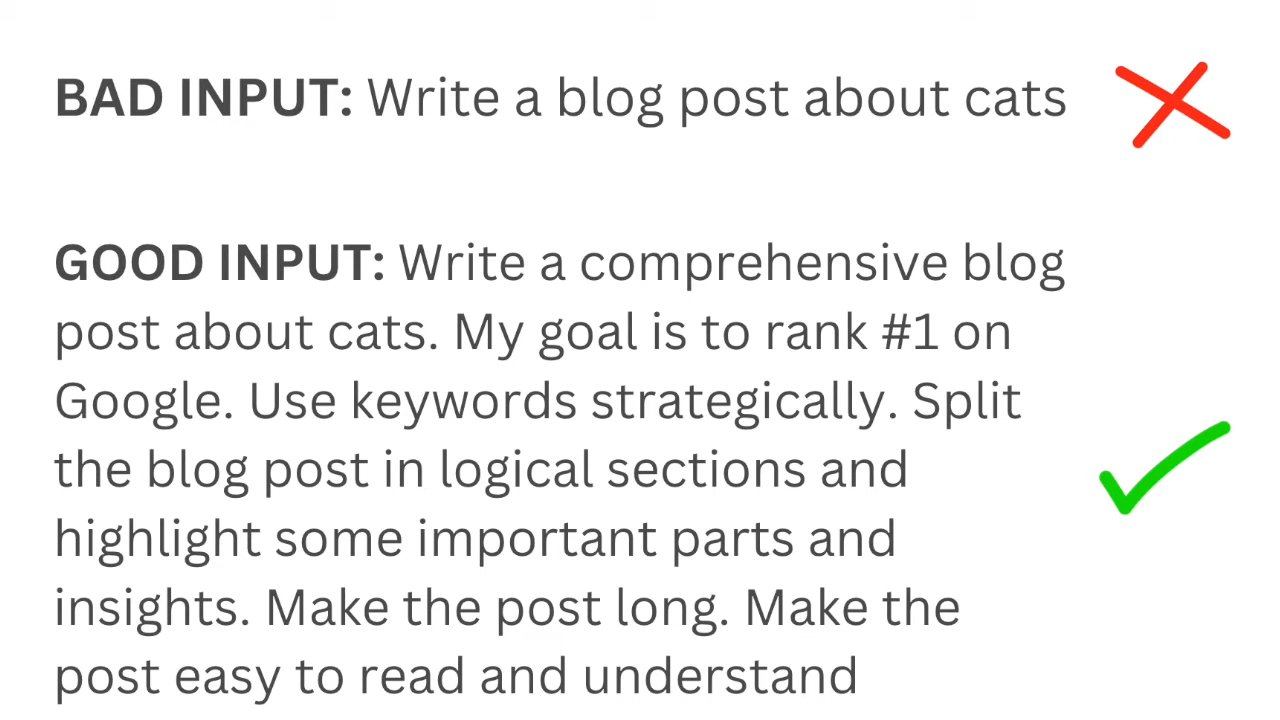 BAD INPUT: Write a blog post about cats
GOOD INPUT: Write a comprehensive blog
post about cats. My goal is to rank #1 on
Google. Use keywords strategically. Split
the blog post in logical sections and
highlight some important parts and
insights. Make the post long. Make the
post easy to read and understand